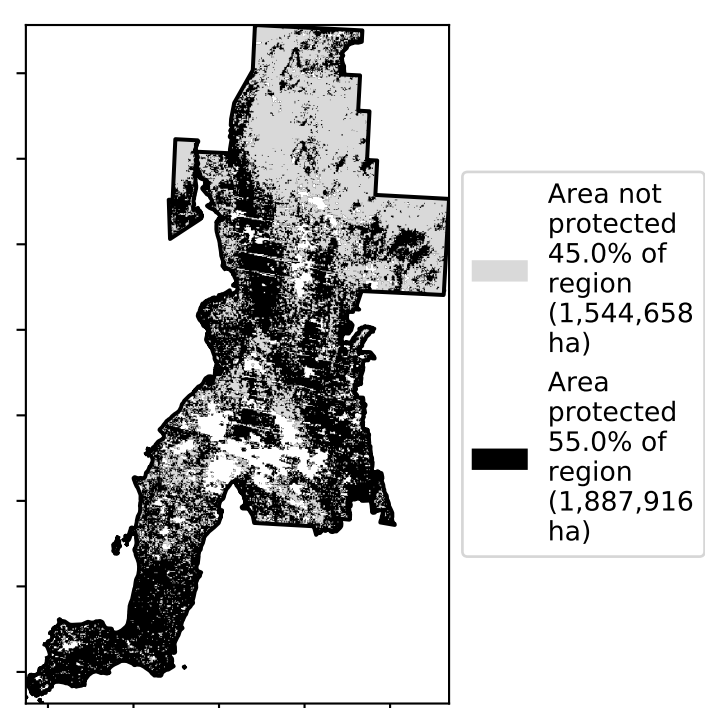 Area not
protected
45.0% of
region
(1,544,658
ha)
Area
protected
55.0% of
region
(1,887,916
ha)